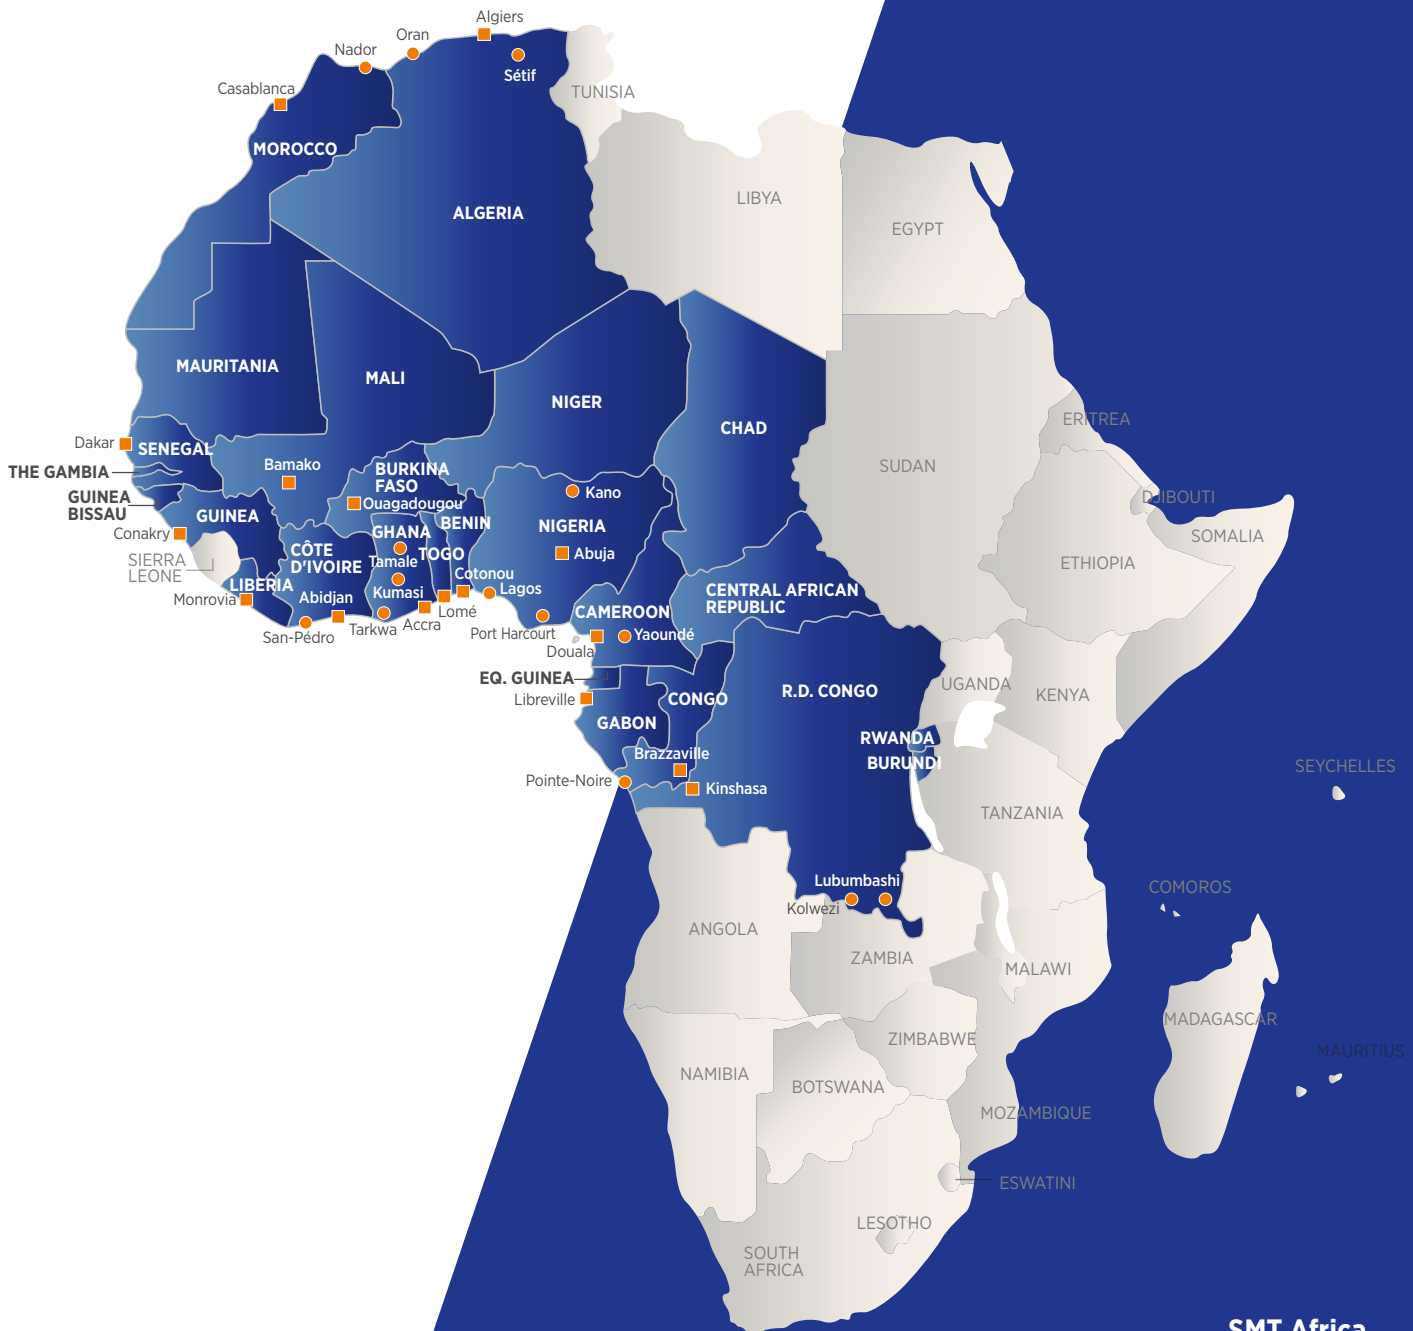 Algiers
Oran
Nador
Sétif
Casablanca
TUNISIA
MOROCCO
LIBYA
ALGERIA
EGYPT
MAURITANIA
MALI
NIGER
CHAD
ERITREA
Dakar
SENEGAL
SUDAN
THE GAMBIA
Bamako
BURKINA
FASO
Kano
GUINEA
BISSAU
Ouagadougou
DJIBOUTI
GUINEA
BENIN
NIGERIA
Conakry
GHANA
SOMALIA
CÔTE
D'IVOIRE
TOGO
Abuja
SIERRA
LEONE
Tamale
ETHIOPIA
LIBERIA
Cotonou
Monrovia
Abidjan
Kumasi
Lagos
CENTRAL AFRICAN
REPUBLIC
Lomé
CAMEROON
San-Pédro
Tarkwa
Accra
Port Harcourt
Yaoundé
Douala
EQ. GUINEA
UGANDA
R.D. CONGO
KENYA
Libreville
CONGO
GABON
RWANDA
Brazzaville
BURUNDI
SEYCHELLES
Pointe-Noire
Kinshasa
TANZANIA
Lubumbashi
COMOROS
Kolwezi
ANGOLA
ZAMBIA
MALAWI
MADAGASCAR
ZIMBABWE
MAURITIUS
NAMIBIA
BOTSWANA
MOZAMBIQUE
ESWATINI
LESOTHO
SOUTH
AFRICA
SMT Africa